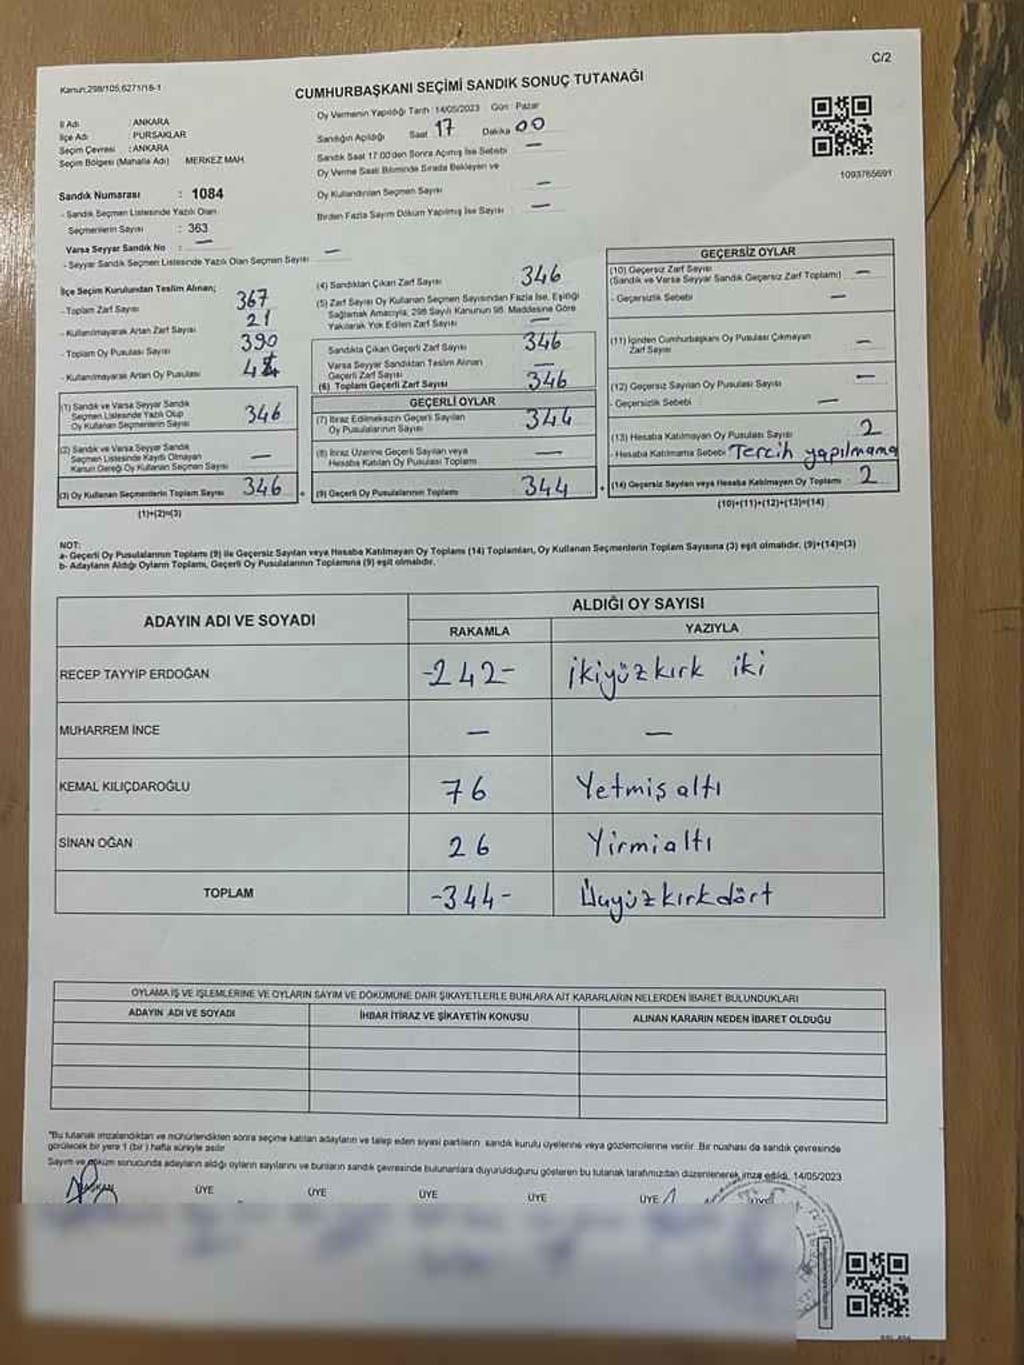 C/2
Kanun:298/105,6271/18-1
CUMHURBAŞKANI SEÇİMİ SANDIK SONUÇ TUTANAĞI
İl Adı : ANKARA
İlçe Adı : PURSAKLAR
Seçim Çevresi : ANKARA
Seçim Bölgesi (Mahalle Adı) MERKEZ MAH.
Oy Vermenin Yapıldığı Tarih :14/05/2023 Gün : Pazar
Sandığın Açıldığı Saat 17 Dakika 00
Sandık Saat 17.00'den Sonra Açılmış İse Sebebi —
Oy Verme Saati Bitiminde Sırada Bekleyen ve
Oy Kullandırılan Seçmen Sayısı —
Birden Fazla Sayım Döküm Yapılmış İse Sayısı —
1093765691
Sandık Numarası : 1084
- Sandık Seçmen Listesinde Yazılı Olan
Seçmenlerin Sayısı : 363
Varsa Seyyar Sandık No : —
- Seyyar Sandık Seçmen Listesinde Yazılı Olan Seçmen Sayısı —
İlçe Seçim Kurulundan Teslim Alınan;
- Toplam Zarf Sayısı 367
- Kullanılmayarak Artan Zarf Sayısı 21
- Toplam Oy Pusulası Sayısı 390
- Kullanılmayarak Artan Oy Pusulası
(1) Sandık ve Varsa Seyyar Sandık
Seçmen Listesinde Yazılı Olup
Oy Kullanan Seçmenlerin Sayısı 346
(2) Sandık ve Varsa Seyyar Sandık
Seçmen Listesinde Kayıtlı Olmayan
Kanun Gereği Oy Kullanan Seçmen Sayısı —
(3) Oy Kullanan Seçmenlerin Toplam Sayısı 346
(1)+(2)=(3)
(4) Sandıktan Çıkan Zarf Sayısı 346
(5) Zarf Sayısı Oy Kullanan Seçmen Sayısından Fazla İse, Eşitliği
Sağlamak Amacıyla, 298 Sayılı Kanunun 98. Maddesine Göre
Yakılarak Yok Edilen Zarf Sayısı —
Sandıkta Çıkan Geçerli Zarf Sayısı 346
Varsa Seyyar Sandıktan Teslim Alınan
Geçerli Zarf Sayısı —
(6) Toplam Geçerli Zarf Sayısı 346
GEÇERLİ OYLAR
(7) İtiraz Edilmeksizin Geçerli Sayılan
Oy Pusulalarının Sayısı 344
(8) İtiraz Üzerine Geçerli Sayılan veya
Hesaba Katılan Oy Pusulası Toplamı —
(9) Geçerli Oy Pusulalarının Toplamı 344
GEÇERSİZ OYLAR
(10) Geçersiz Zarf Sayısı
(Sandık ve Varsa Seyyar Sandık Geçersiz Zarf Toplamı) —
- Geçersizlik Sebebi —
(11) İçinden Cumhurbaşkanı Oy Pusulası Çıkmayan
Zarf Sayısı —
(12) Geçersiz Sayılan Oy Pusulası Sayısı —
- Geçersizlik Sebebi —
(13) Hesaba Katılmayan Oy Pusulası Sayısı 2
- Hesaba Katılmama Sebebi Tercih yapılmama
(14) Geçersiz Sayılan veya Hesaba Katılmayan Oy Toplamı 2
(10)+(11)+(12)+(13)=(14)
NOT:
a- Geçerli Oy Pusulalarının Toplamı (9) ile Geçersiz Sayılan veya Hesaba Katılmayan Oy Toplamı (14) Toplamları, Oy Kullanan Seçmenlerin Toplam Sayısına (3) eşit olmalıdır. (9)+(14)=(3)
b- Adayların Aldığı Oyların Toplamı, Geçerli Oy Pusulalarının Toplamına (9) eşit olmalıdır.
ADAYIN ADI VE SOYADI ALDIĞI OY SAYISI
RAKAMLA YAZIYLA
RECEP TAYYİP ERDOĞAN -242- ikiyüzkırk iki
MUHARREM İNCE — —
KEMAL KILIÇDAROĞLU 76 Yetmiş altı
SİNAN OĞAN 26 Yirmialtı
TOPLAM -344- Üçyüzkırkdört
OYLAMA İŞ VE İŞLEMLERİNE VE OYLARIN SAYIM VE DÖKÜMÜNE DAİR ŞİKAYETLERLE BUNLARA AİT KARARLARIN NELERDEN İBARET BULUNDUKLARI
ADAYIN ADI VE SOYADI İHBAR İTİRAZ VE ŞİKAYETİN KONUSU ALINAN KARARIN NEDEN İBARET OLDUĞU
*Bu tutanak imzalandıktan ve mühürlendikten sonra seçime katılan adayların ve talep eden siyasi partilerin sandık kurulu üyelerine veya gözlemcilerine verilir. Bir nüshası da sandık çevresinde
görülecek bir yere 1 (bir) hafta süreyle asılır
Sayım ve döküm sonucunda adayların aldığı oyların sayılarını ve bunların sandık çevresinde bulunanlara duyurulduğunu gösteren bu tutanak tarafımızdan düzenlenerek imza edildi. 14/05/2023
BAŞKAN ÜYE ÜYE ÜYE ÜYE ÜYE ÜYE